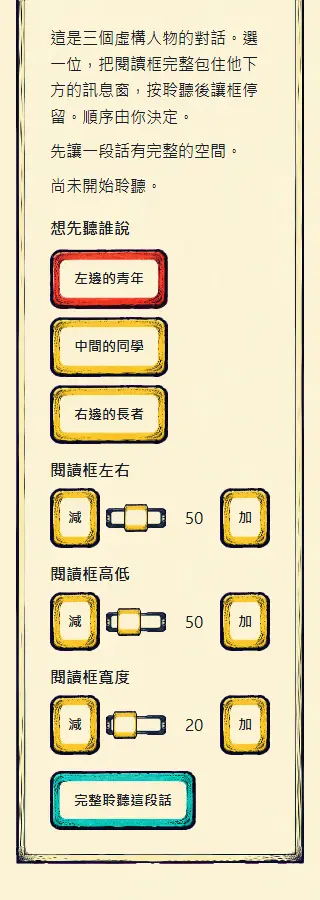 這是三個虛構人物的對話。選
一位，把閱讀框完整包住他下
方的訊息窗，按聆聽後讓框停
留。順序由你決定。
先讓一段話有完整的空間。
尚未開始聆聽。
想先聽誰說
左邊的青年
中間的同學
右邊的長者
閱讀框左右
減 50 加
閱讀框高低
減 50 加
閱讀框寬度
減 20 加
完整聆聽這段話